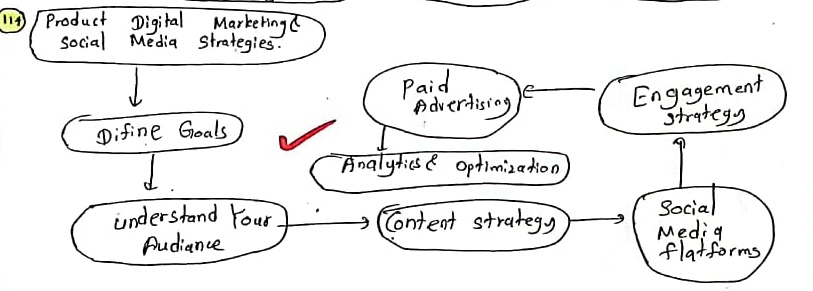 114
Product Digital Marketing &
Social Media Strategies.
Difine Goals
Understand Your
Audiance
Content strategy
Social
Media
flatforms
Engagement
strategy
Paid
Advertising
Analytics & optimization